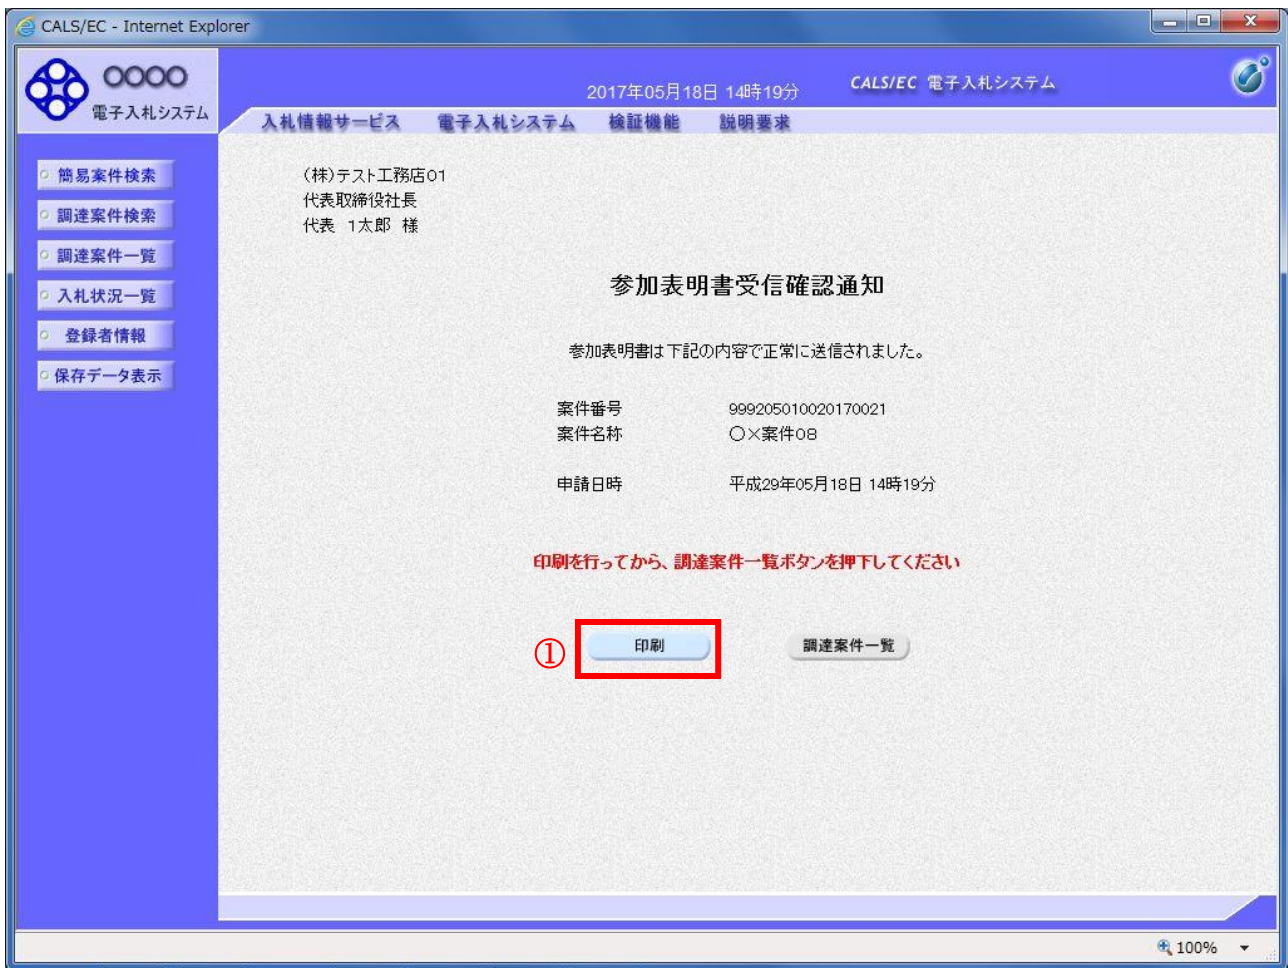 CALS/EC - Internet Explorer
〇〇〇〇
電子入札システム
2017年05月18日 14時19分
CALS/EC 電子入札システム
入札情報サービス 電子入札システム 検証機能 説明要求
簡易案件検索
調達案件検索
調達案件一覧
入札状況一覧
登録者情報
保存データ表示
(株)テスト工務店01
代表取締役社長
代表 1太郎 様
参加表明書受信確認通知
参加表明書は下記の内容で正常に送信されました。
案件番号 999205010020170021
案件名称 〇×案件08
申請日時 平成29年05月18日 14時19分
印刷を行ってから、調達案件一覧ボタンを押下してください
① 印刷 調達案件一覧
100%